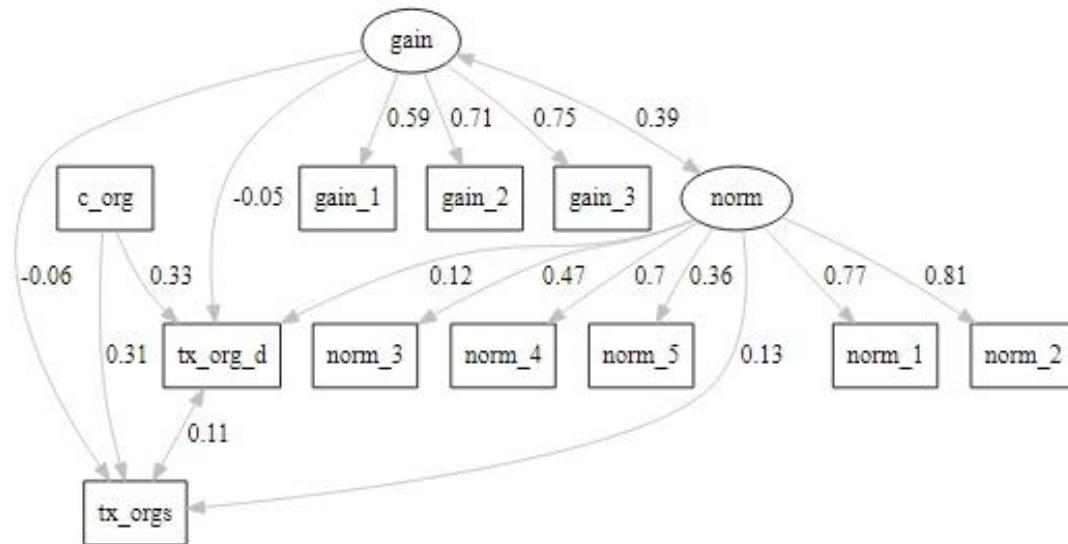 gain
0.59
0.71
0.75
0.39
c_org
gain_1
gain_2
gain_3
norm
-0.05
-0.06
0.33
0.12
0.47
0.7
0.36
0.77
0.81
0.31
tx_org_d
norm_3
norm_4
norm_5
norm_1
norm_2
0.13
0.11
tx_orgs